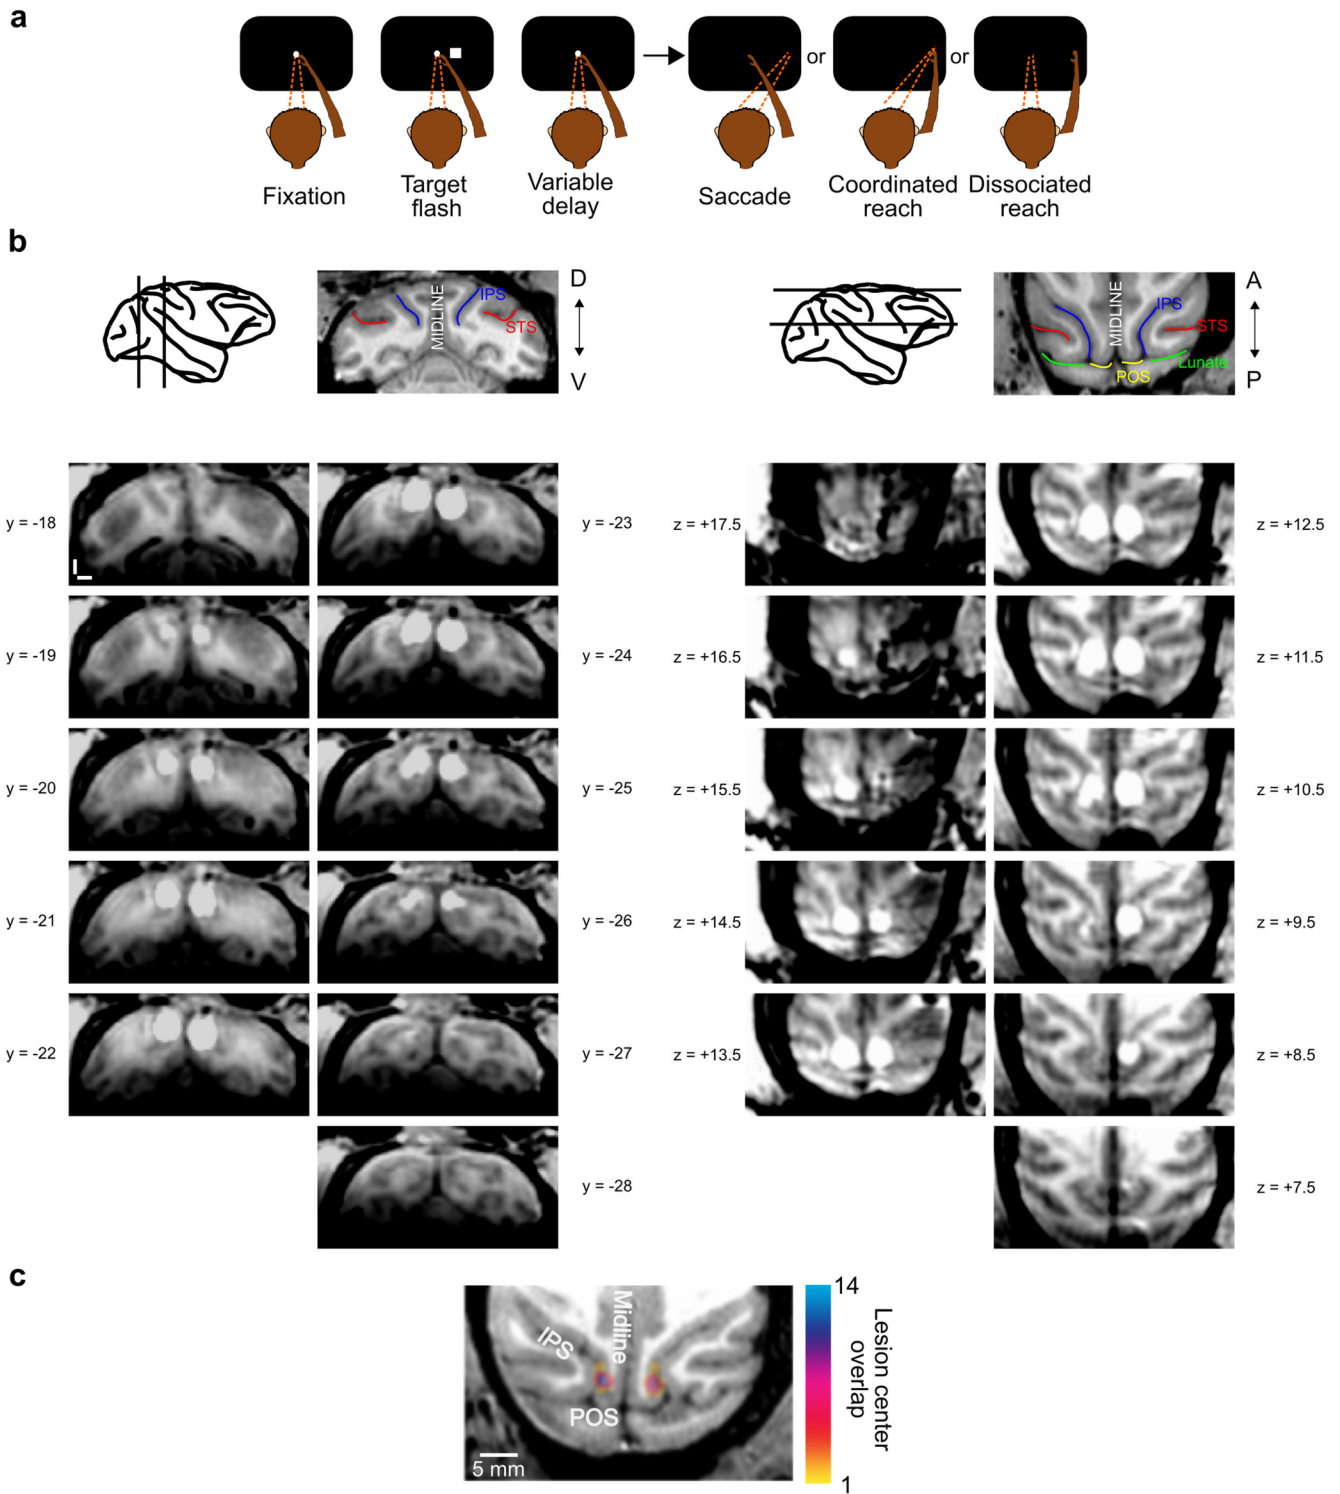 a
or
or
Fixation
Target
flash
Variable
delay
Saccade
Coordinated
reach
Dissociated
reach
b
MIDLINE
IPS
STS
D
V
MIDLINE
IPS
STS
Lunate
POS
A
P
y = -18
y = -23
z = +17.5
z = +12.5
y = -19
y = -24
z = +16.5
z = +11.5
y = -20
y = -25
z = +15.5
z = +10.5
y = -21
y = -26
z = +14.5
z = +9.5
y = -22
y = -27
z = +13.5
z = +8.5
y = -28
z = +7.5
c
IPS
Midline
POS
5 mm
14
Lesion center
overlap
1